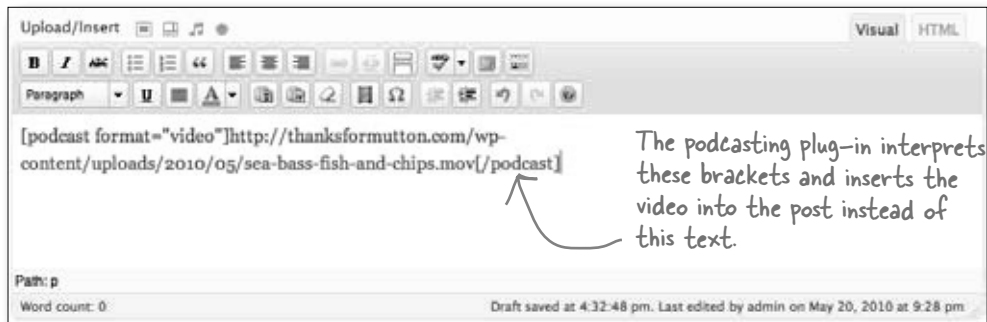 Upload/Insert
Visual HTML
B I ABC
Paragraph U A Ω
[podcast format="video"]http://thanksformutton.com/wp-
content/uploads/2010/05/sea-bass-fish-and-chips.mov[/podcast]
The podcasting plug-in interprets
these brackets and inserts the
video into the post instead of
this text.
Path: p
Word count: 0 Draft saved at 4:32:48 pm. Last edited by admin on May 20, 2010 at 9:28 pm